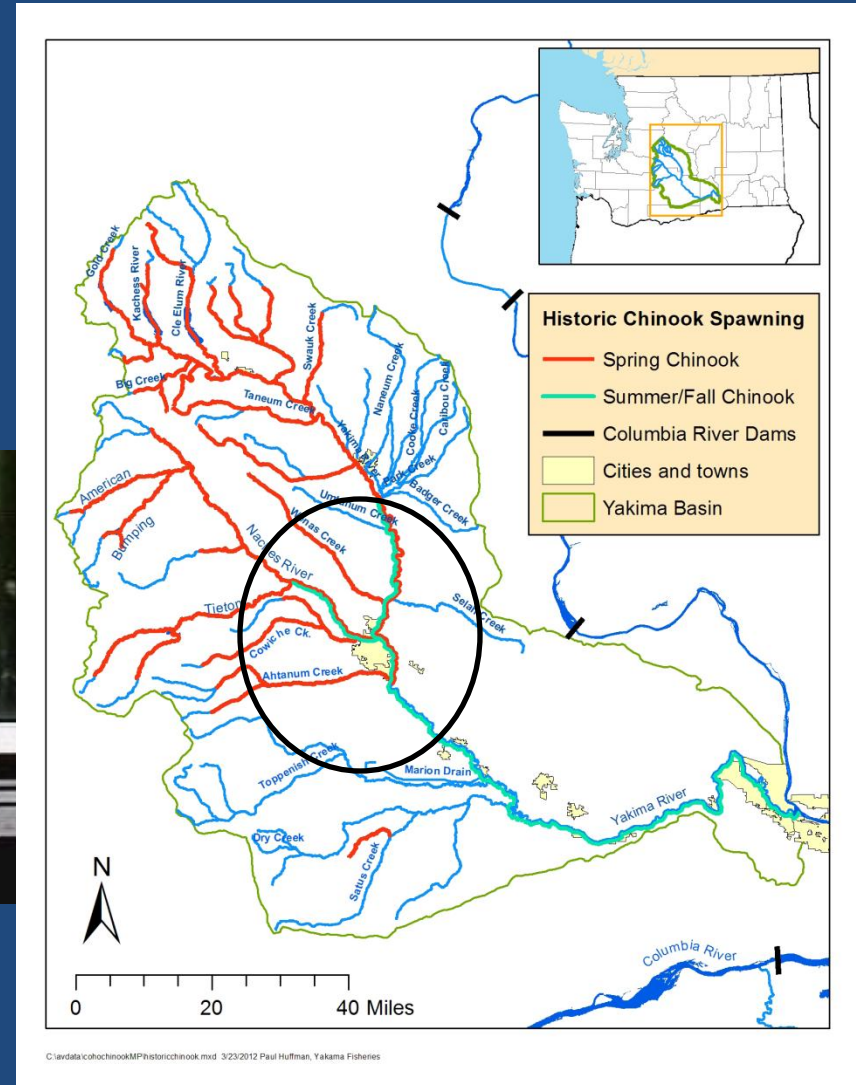 Historic Chinook Spawning
Spring Chinook
Summer/Fall Chinook
Columbia River Dams
Cities and towns
Yakima Basin
Gold Creek
Kachess River
Cle Elum River
Swauk Creek
Big Creek
Taneum Creek
Yakima River
Naneum Creek
Cooke Creek
Caribou Creek
Park Creek
Badger Creek
American
Bumping
Umtanum Creek
Wenas Creek
Naches River
Tieton
Selah Creek
Cowiche Ck.
Ahtanum Creek
Toppenish Creek
Marion Drain
Yakima River
Dry Creek
Satus Creek
N
Columbia River
0 20 40 Miles
C:\avdata\cohochinookMP\historicchinook.mxd 3/23/2012 Paul Huffman, Yakama Fisheries